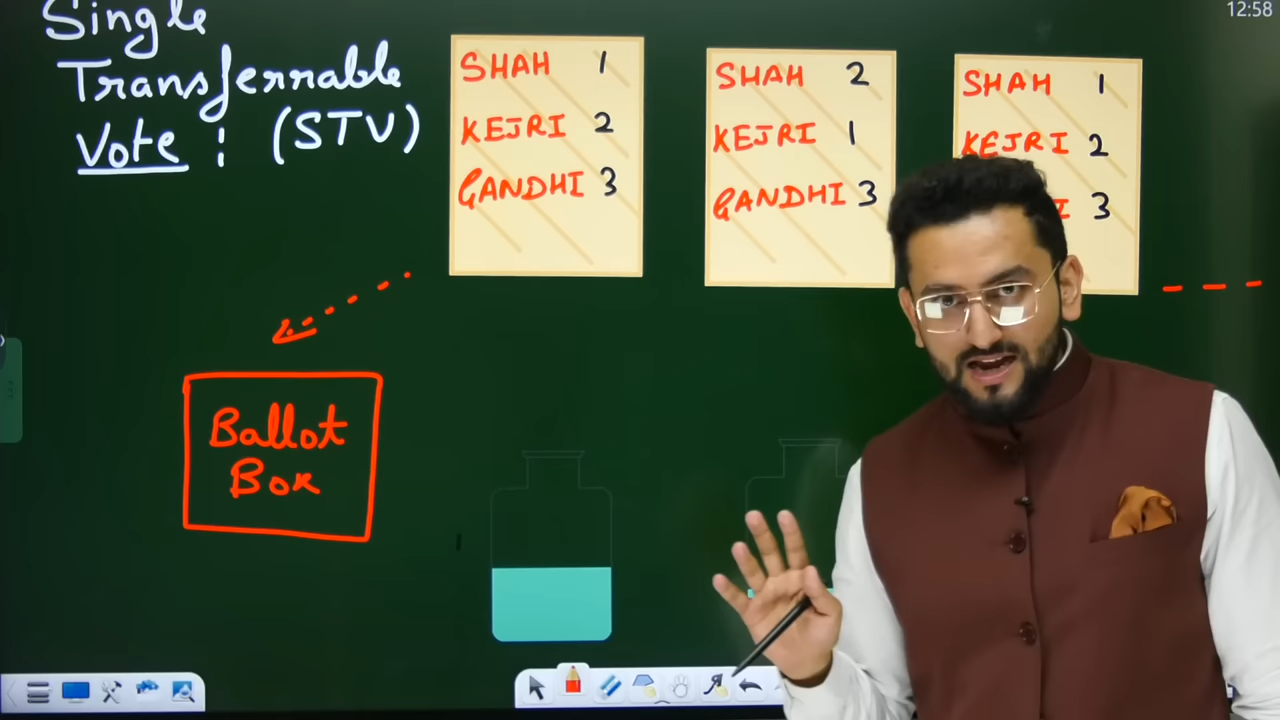 12:58
Single
Transferrable
Vote : (STV)
SHAH 1
KEJRI 2
GANDHI 3
SHAH 2
KEJRI 1
GANDHI 3
SHAH 1
KEJRI 2
I 3
Ballot
Box